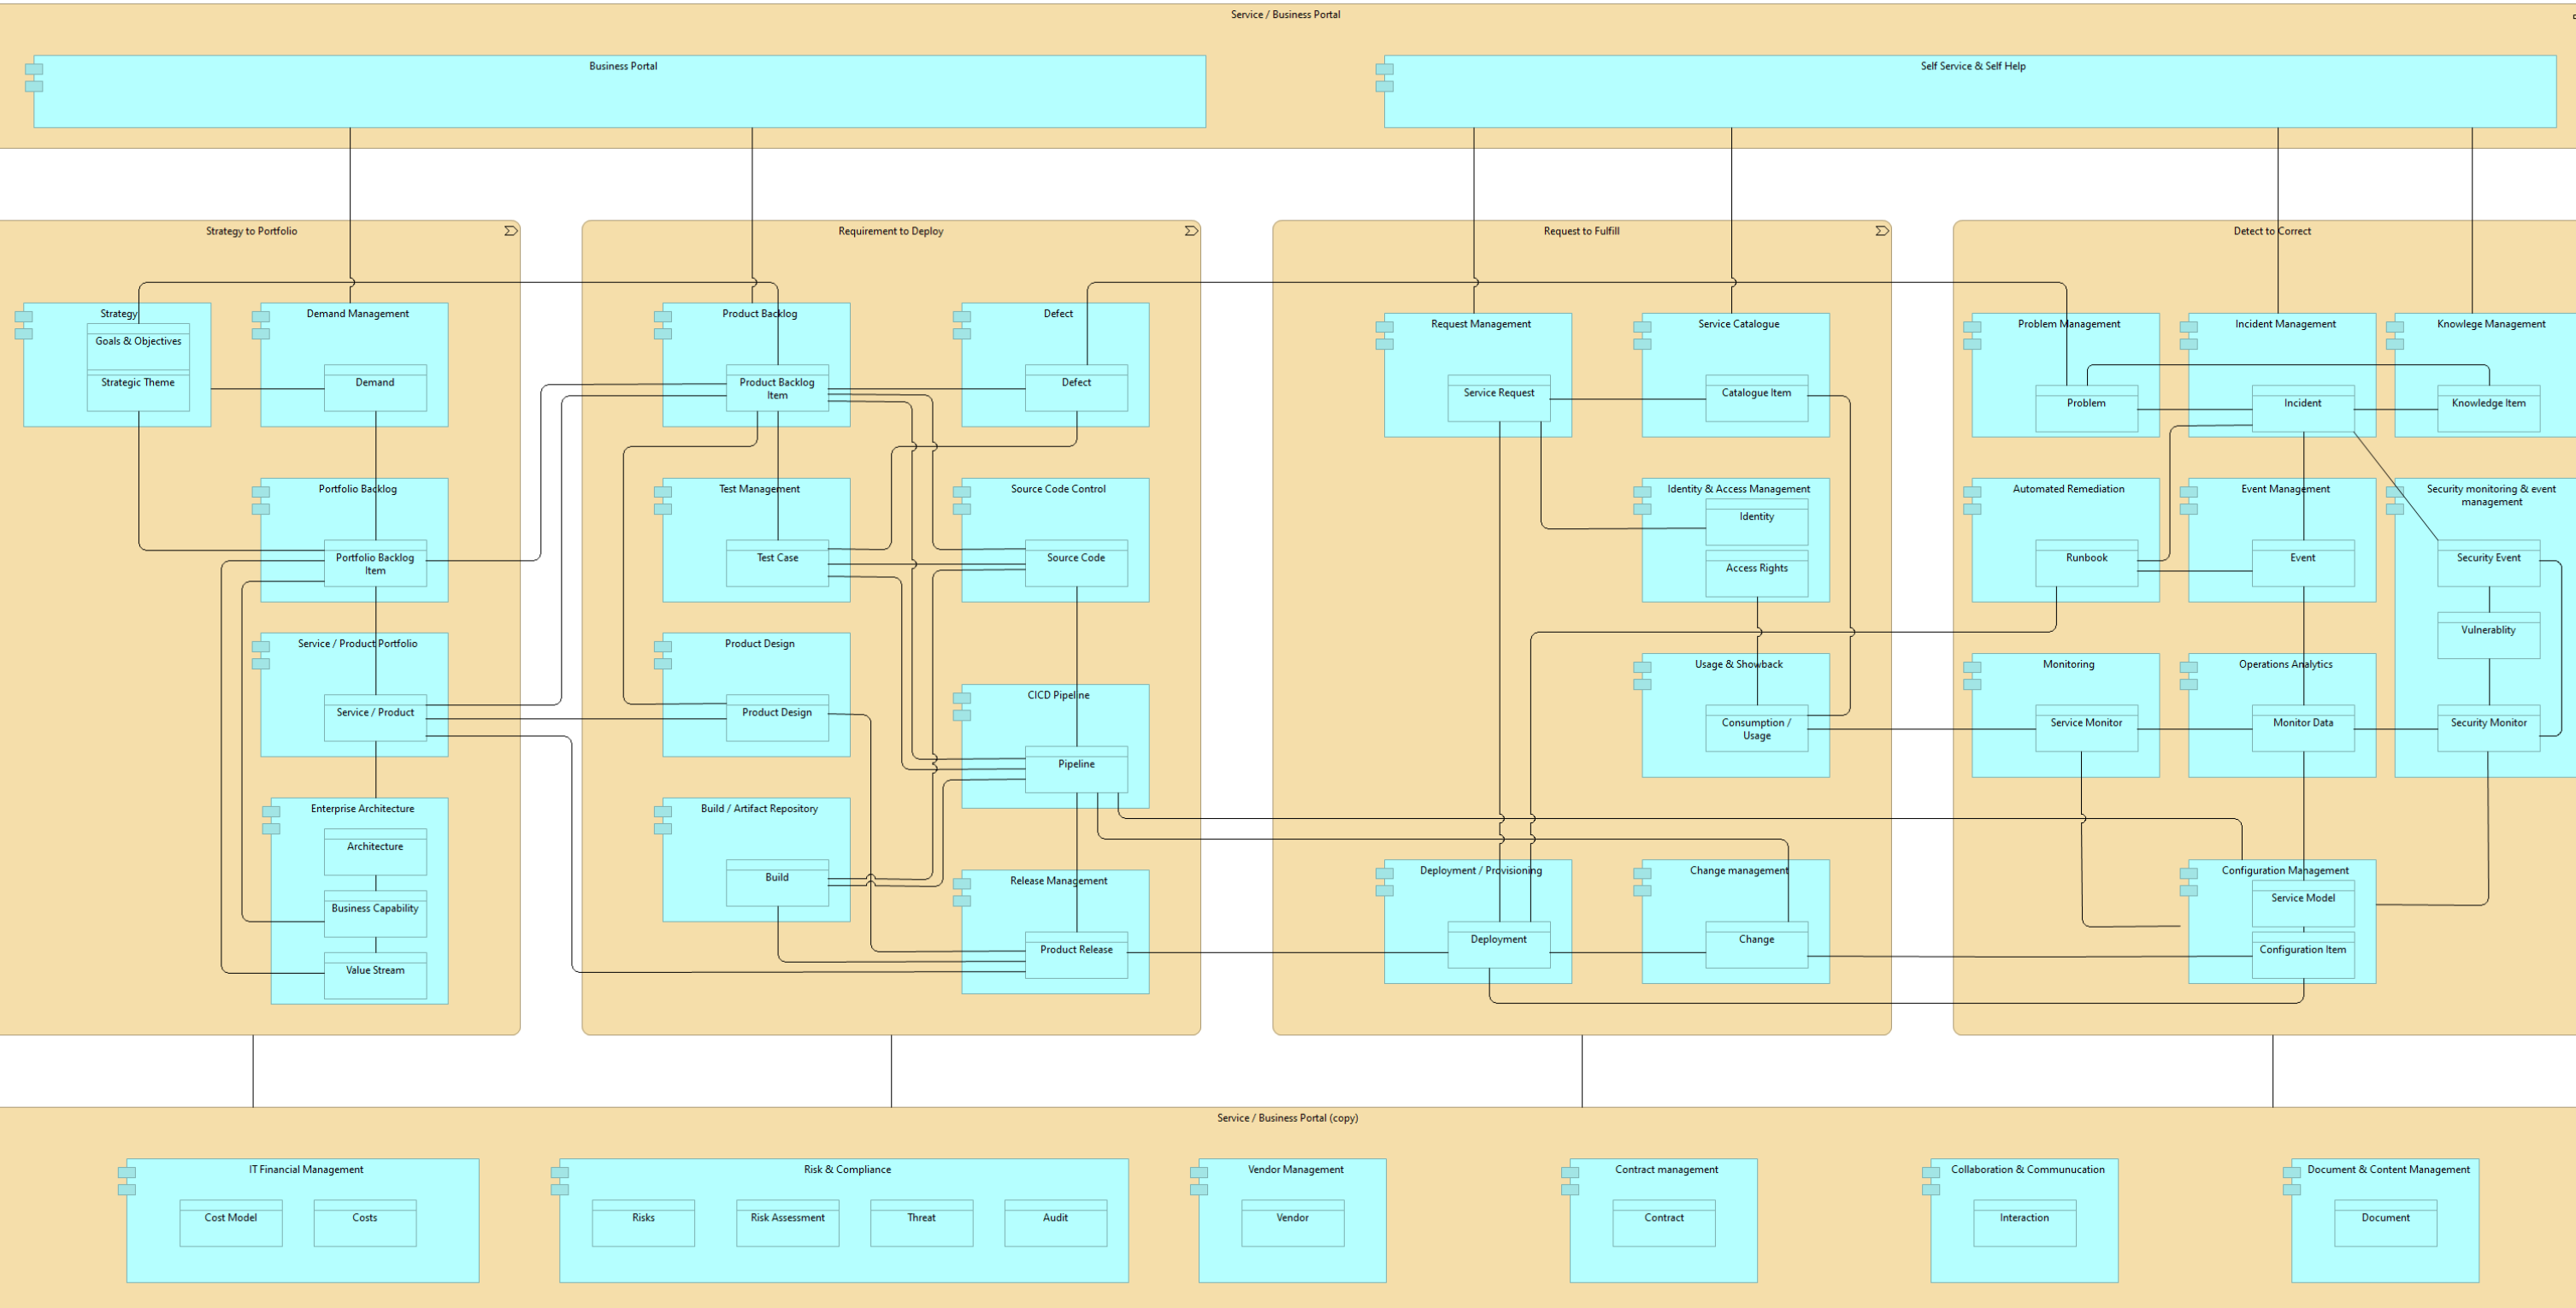 Service / Business Portal
Business Portal
Self Service & Self Help
Strategy to Portfolio
Requirement to Deploy
Request to Fulfill
Detect to Correct
Strategy
Goals & Objectives
Strategic Theme
Demand Management
Demand
Portfolio Backlog
Portfolio Backlog
Item
Service / Product Portfolio
Service / Product
Enterprise Architecture
Architecture
Business Capability
Value Stream
Product Backlog
Product Backlog
Item
Defect
Defect
Test Management
Test Case
Source Code Control
Source Code
Product Design
Product Design
CICD Pipeline
Pipeline
Build / Artifact Repository
Build
Release Management
Product Release
Request Management
Service Request
Service Catalogue
Catalogue Item
Identity & Access Management
Identity
Access Rights
Usage & Showback
Consumption /
Usage
Deployment / Provisioning
Deployment
Change management
Change
Problem Management
Problem
Incident Management
Incident
Knowlege Management
Knowledge Item
Automated Remediation
Runbook
Event Management
Event
Security monitoring & event
management
Security Event
Vulnerablity
Security Monitor
Monitoring
Service Monitor
Operations Analytics
Monitor Data
Configuration Management
Service Model
Configuration Item
Service / Business Portal (copy)
IT Financial Management
Cost Model
Costs
Risk & Compliance
Risks
Risk Assessment
Threat
Audit
Vendor Management
Vendor
Contract management
Contract
Collaboration & Communucation
Interaction
Document & Content Management
Document